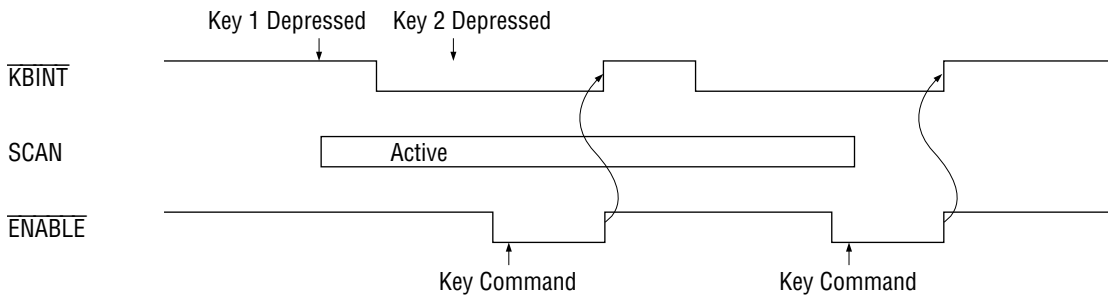 Key 1 Depressed Key 2 Depressed
KBINT
SCAN Active
ENABLE
Key Command Key Command